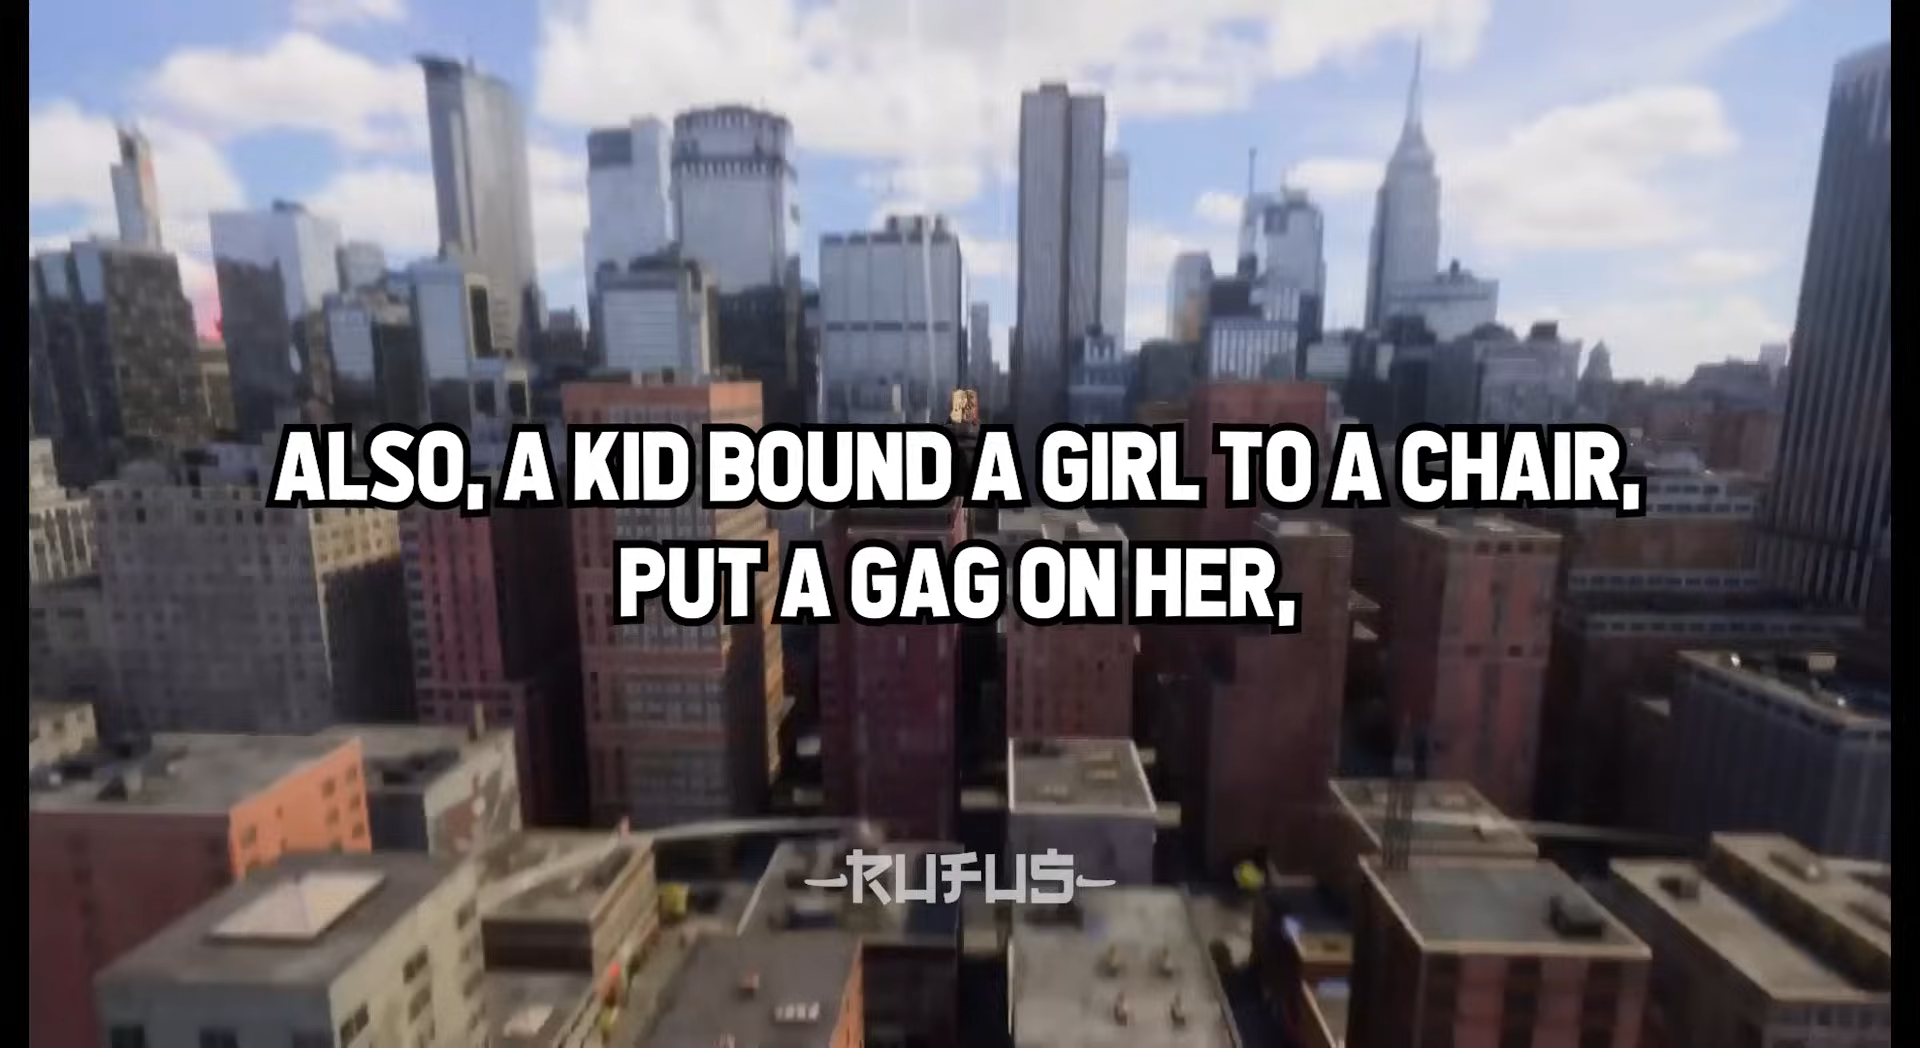 ALSO, A KID BOUND A GIRL TO A CHAIR,
PUT A GAG ON HER,
RUFUS